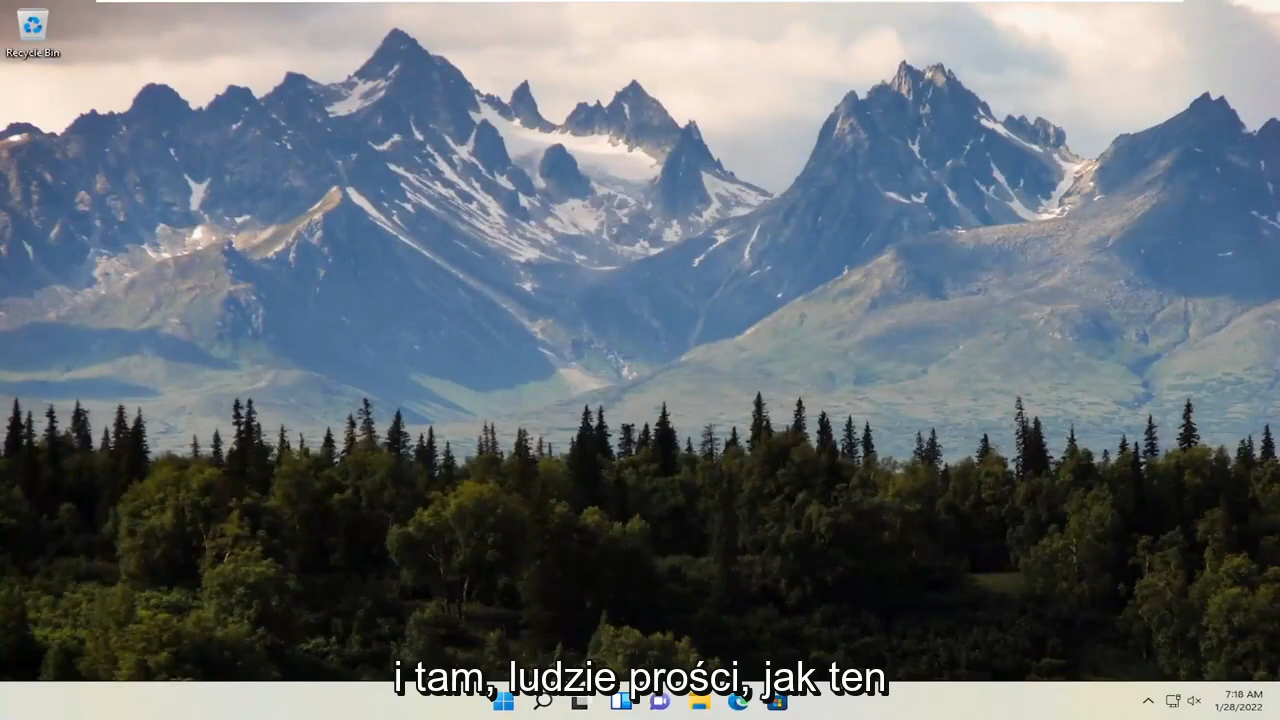 Recycle Bin
i tam, ludzie prości, jak ten
7:18 AM
1/28/2022